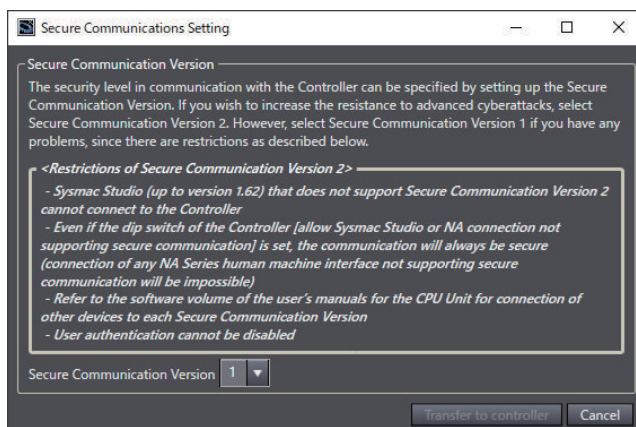 Secure Communications Setting
Secure Communication Version
The security level in communication with the Controller can be specified by setting up the Secure
Communication Version. If you wish to increase the resistance to advanced cyberattacks, select
Secure Communication Version 2. However, select Secure Communication Version 1 if you have any
problems, since there are restrictions as described below.
<Restrictions of Secure Communication Version 2>
- Sysmac Studio (up to version 1.62) that does not support Secure Communication Version 2
cannot connect to the Controller
- Even if the dip switch of the Controller [allow Sysmac Studio or NA connection not
supporting secure communication] is set, the communication will always be secure
(connection of any NA Series human machine interface not supporting secure
communication will be impossible)
- Refer to the software volume of the user's manuals for the CPU Unit for connection of
other devices to each Secure Communication Version
- User authentication cannot be disabled
Secure Communication Version 1
Transfer to controller Cancel